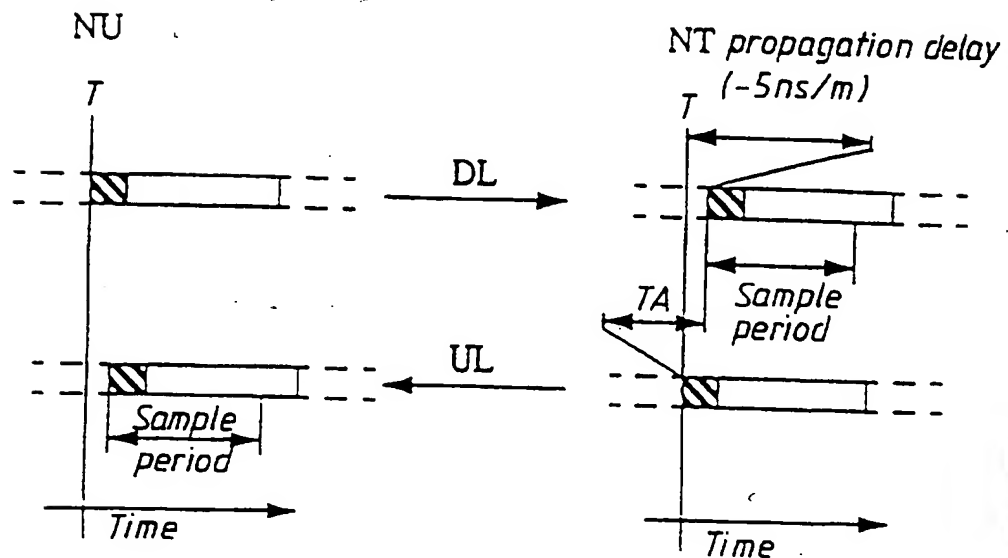 NU
NT propagation delay
(-5ns/m)
T
T
DL
TA
Sample
period
UL
Sample
period
Time
Time